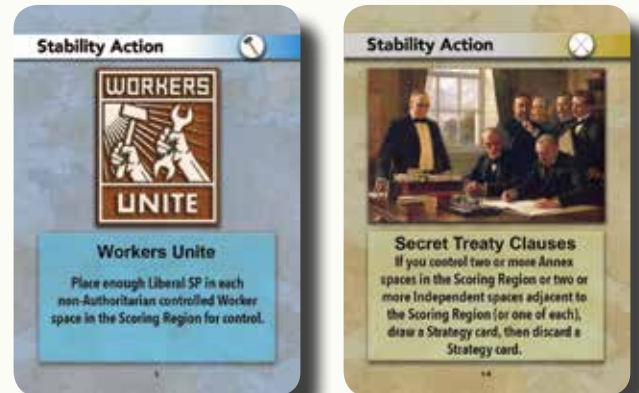 Stability Action
WORKERS
UNITE
Workers Unite
Place enough Liberal SP in each
non-Authoritarian controlled Worker
space in the Scoring Region for control.
Stability Action
Secret Treaty Clauses
If you control two or more Annex
spaces in the Scoring Region or two or
more Independent spaces adjacent to
the Scoring Region (or one of each),
draw a Strategy card, then discard a
Strategy card.